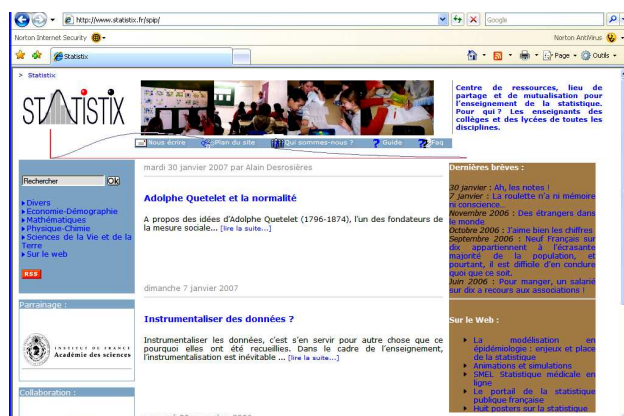 http://www.statistix.fr/spip/
Google
Norton Internet Security
Norton AntiVirus
Statistix
Page
Outils
> Statistix
STATISTIX
Centre de ressources, lieu de
partage et de mutualisation pour
l'enseignement de la statistique.
Pour qui ? Les enseignants des
collèges et des lycées de toutes les
disciplines.
Nous écrire
Plan du site
Qui sommes-nous ?
Guide
Faq
Rechercher
Ok
Divers
Economie-Démographie
Mathématiques
Physique-Chimie
Sciences de la Vie et de la
Terre
Sur le web
RSS
Parrainage :
INSTITUT DE FRANCE
Académie des sciences
Collaboration :
mardi 30 janvier 2007 par Alain Desrosières
Adolphe Quetelet et la normalité
A propos des idées d'Adolphe Quetelet (1796-1874), l'un des fondateurs de
la mesure sociale... [lire la suite...]
dimanche 7 janvier 2007
Instrumentaliser des données ?
Instrumentaliser les données, c'est s'en servir pour autre chose que ce
pourquoi elles ont été recueillies. Dans le cadre de l'enseignement,
l'instrumentalisation est inévitable ... [lire la suite...]
Dernières brèves :
30 janvier : Ah, les notes !
7 janvier : La roulette n'a ni mémoire
ni conscience...
Novembre 2006 : Des étrangers dans
le monde
Octobre 2006 : J'aime bien les chiffres
Septembre 2006 : Neuf Français sur
dix appartiennent à l'écrasante
majorité de la population, et
pourtant, il est difficile d'en conclure
quoi que ce soit.
Juin 2006 : Pour manger, un salarié
sur dix a recours aux associations !
Sur le Web :
La modélisation en
épidémiologie : enjeux et place
de la statistique
Animations et simulations
SMEL Statistique médicale en
ligne
Le portail de la statistique
publique française
Huit posters sur la statistique